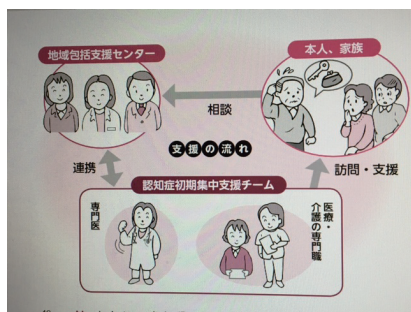 地域包括支援センター
本人、家族
相談
支援の流れ
連携
訪問・支援
認知症初期集中支援チーム
専門医
医療・
介護の専門職